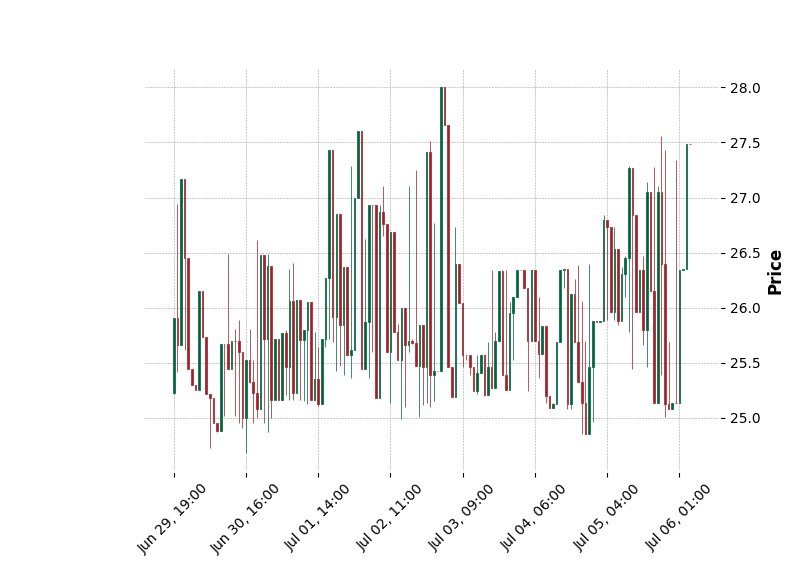 28.0
27.5
27.0
26.5
26.0
25.5
25.0
Price
Jun 29, 19:00
Jun 30, 16:00
Jul 01, 14:00
Jul 02, 11:00
Jul 03, 09:00
Jul 04, 06:00
Jul 05, 04:00
Jul 06, 01:00